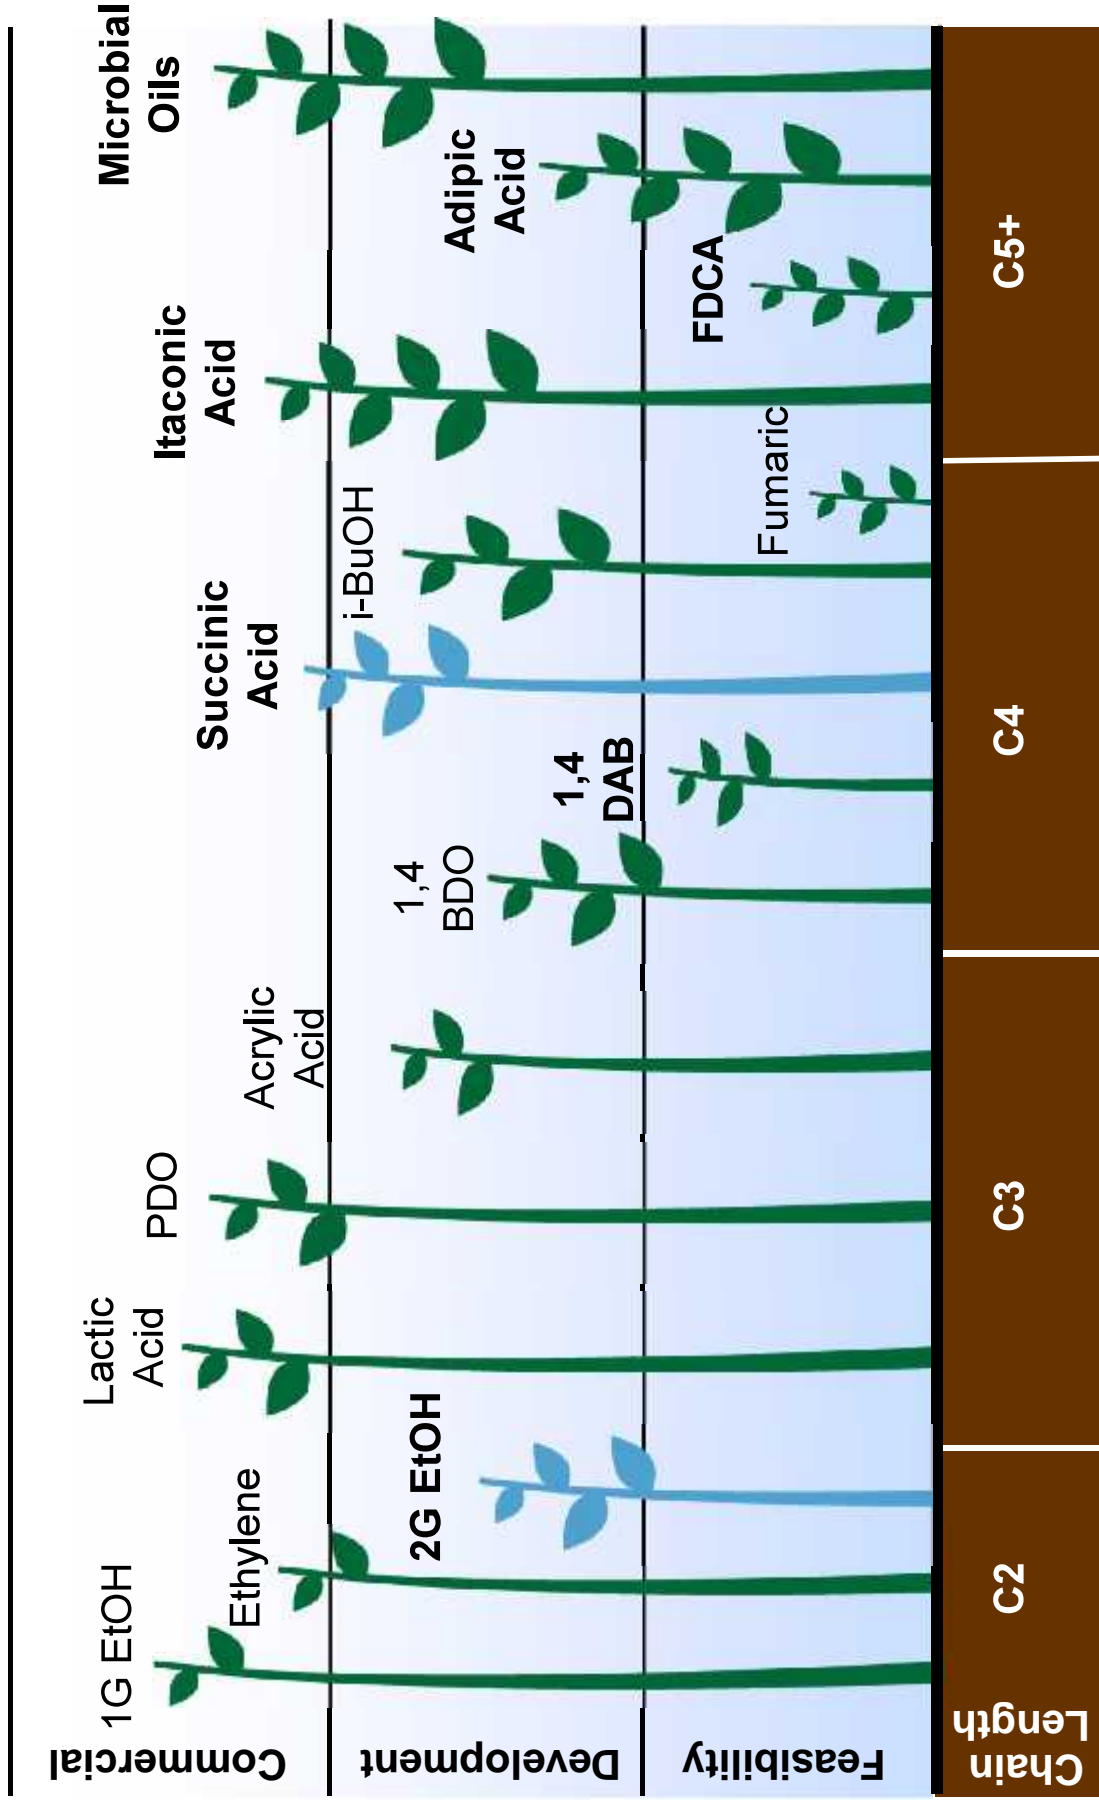 Commercial
Development
Feasibility
Chain
Length
1G EtOH
Ethylene
2G EtOH
Lactic
Acid
PDO
Acrylic
Acid
1,4
BDO
1,4
DAB
Succinic
Acid
i-BuOH
Fumaric
Itaconic
Acid
FDCA
Adipic
Acid
Microbial
Oils
C2
C3
C4
C5+